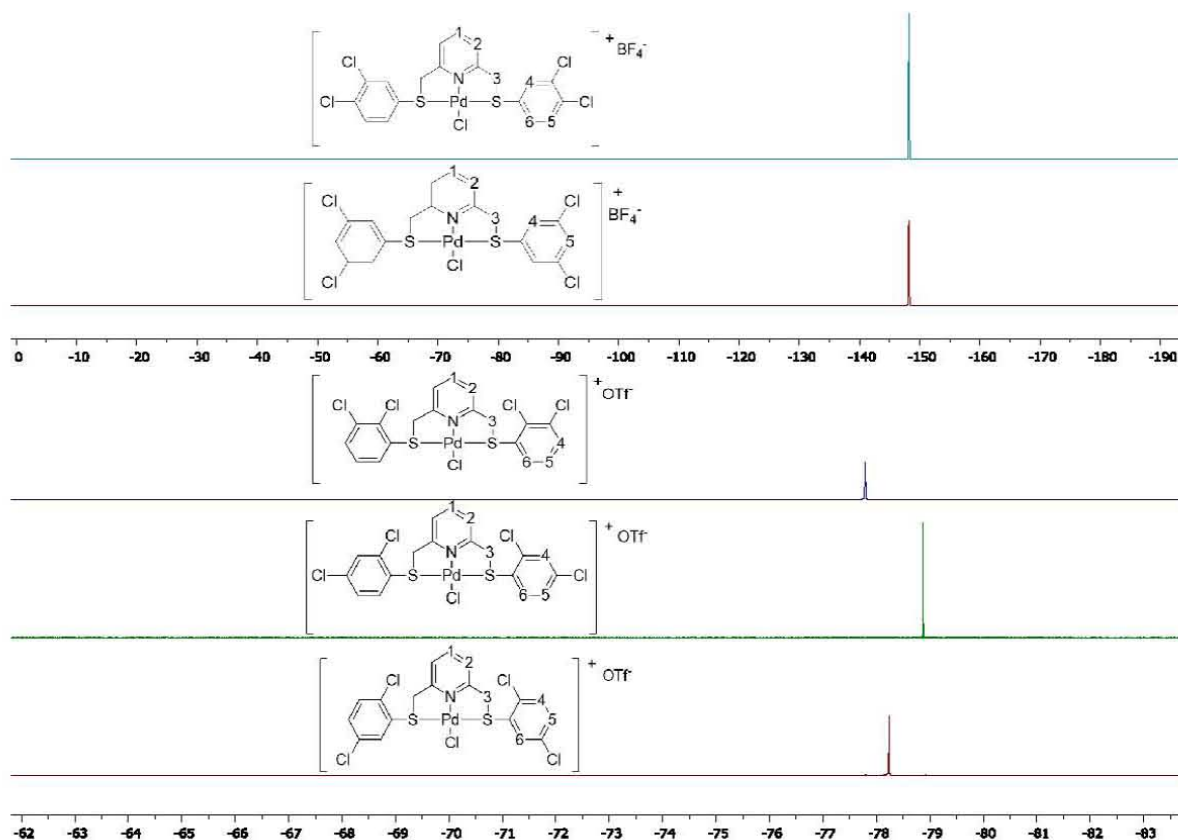 1
2
+
BF4-
Cl
Cl
N
3
4
Cl
Cl
S
Pd
S
Cl
6
5
1
2
+
BF4-
Cl
N
3
Cl
4
S
Pd
S
5
Cl
Cl
Cl
0 -10 -20 -30 -40 -50 -60 -70 -80 -90 -100 -110 -120 -130 -140 -150 -160 -170 -180 -190
1
2
+
OTf-
Cl
Cl
N
3
Cl
Cl
S
Pd
S
4
Cl
6
5
1
2
+
OTf-
Cl
N
3
Cl
4
Cl
S
Pd
S
Cl
Cl
6
5
1
2
+
OTf-
Cl
N
3
Cl
4
S
Pd
S
5
Cl
Cl
6
Cl
-62 -63 -64 -65 -66 -67 -68 -69 -70 -71 -72 -73 -74 -75 -76 -77 -78 -79 -80 -81 -82 -83